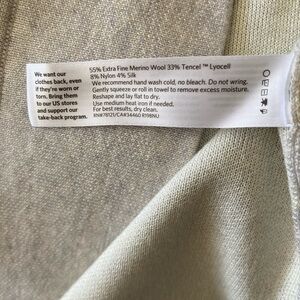 We want our
clothes back, even
if they're worn or
torn. Bring them
to our US stores
and support our
take-back program.
55% Extra Fine Merino Wool 33% Tencel ™ Lyocell
8% Nylon 4% Silk
We recommend hand wash cold, no bleach. Do not wring.
Gently squeeze or roll in towel to remove excess moisture.
Reshape and lay flat to dry.
Use medium heat iron if needed.
For best results, dry clean.
RN#78121/CA#34460 R198NU